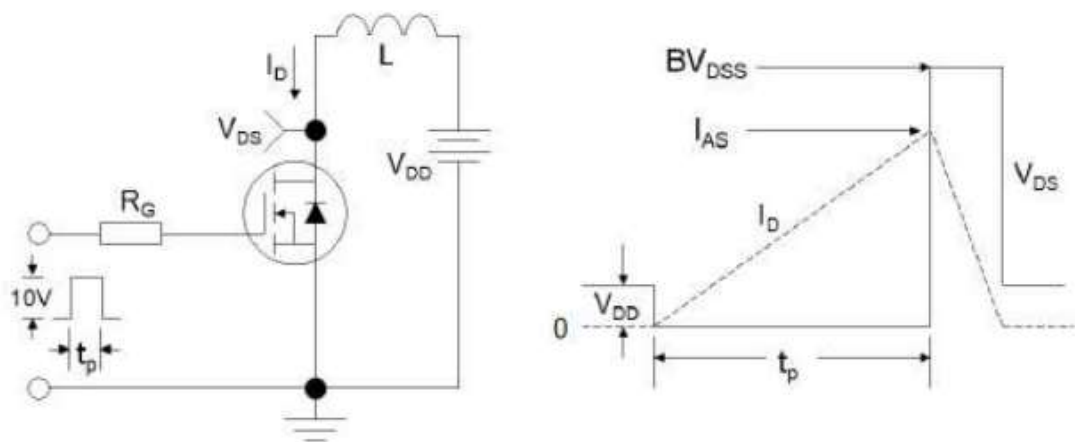 L
I_D
V_DS
V_DD
R_G
10V
t_p
BV_DSS
I_AS
V_DS
I_D
V_DD
0
t_p